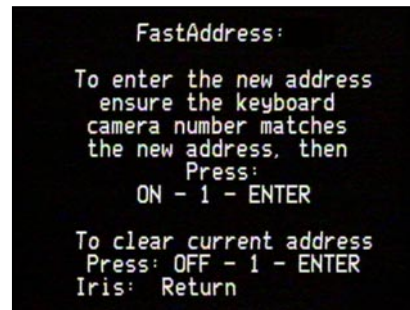 FastAddress:
To enter the new address
ensure the keyboard
camera number matches
the new address, then
Press:
ON - 1 - ENTER
To clear current address
Press: OFF - 1 - ENTER
Iris: Return